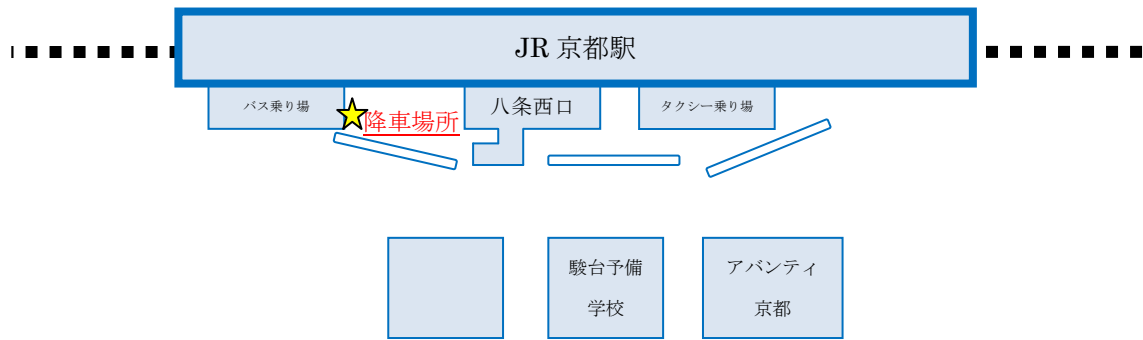 JR 京都駅
バス乗り場
降車場所
八条西口
タクシー乗り場
駿台予備
学校
アバンティ
京都